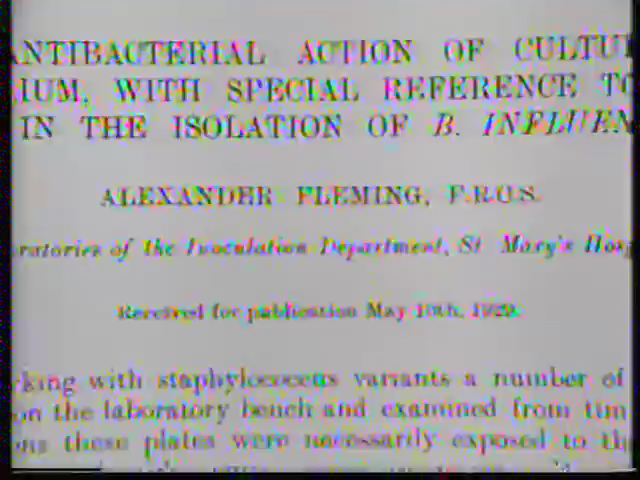 ANTIBACTERIAL ACTION OF CULTU
IUM, WITH SPECIAL REFERENCE TO
IN THE ISOLATION OF B. INFLUEN
ALEXANDER FLEMING, F.R.C.S.
oratories of the Inoculation Department, St Mary's Hosp
Received for publication May 10th, 1929.
rking with staphylococcus variants a number of
on the laboratory bench and examined from tim
ons these plates were necessarily exposed to th